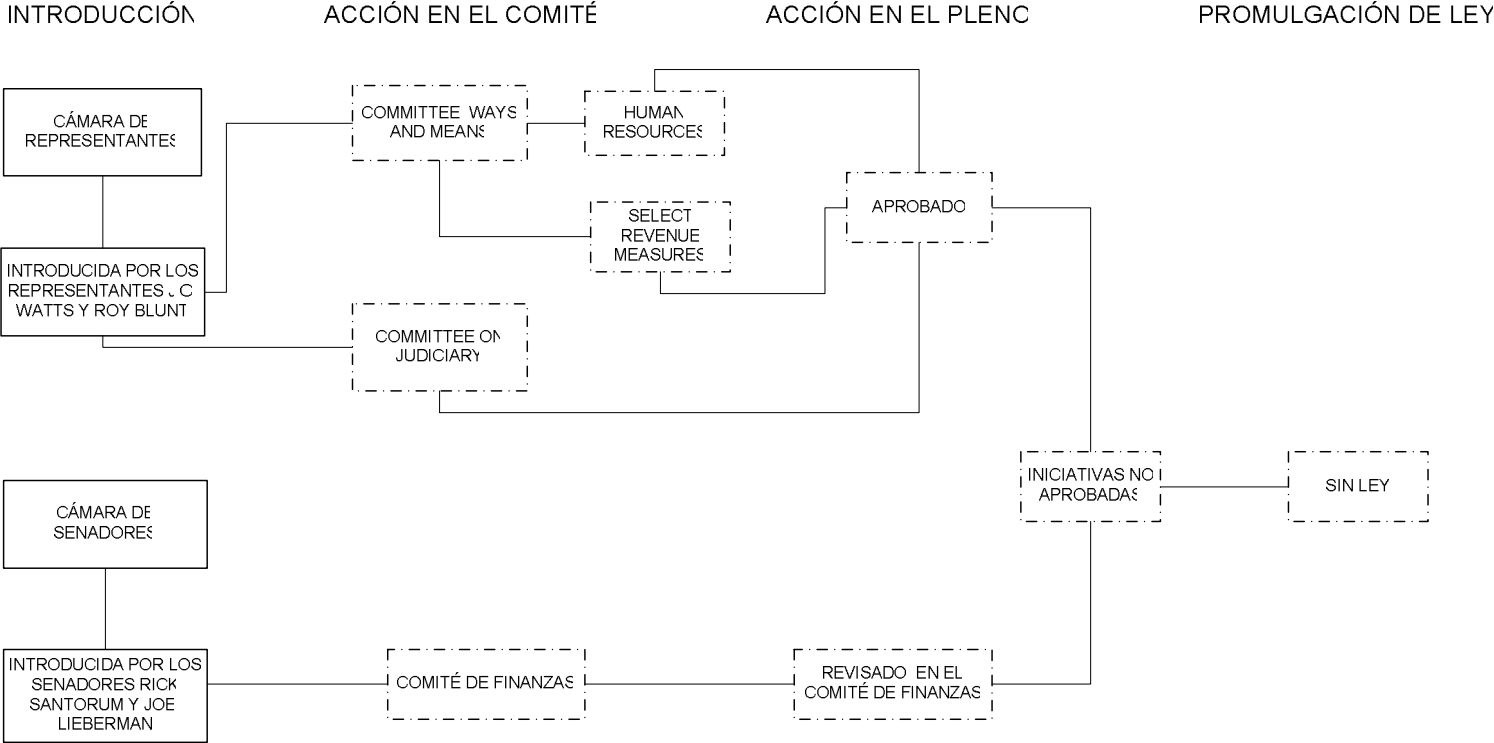 INTRODUCCIÓN
ACCIÓN EN EL COMITÉ
ACCIÓN EN EL PLENO
PROMULGACIÓN DE LEY
CÁMARA DE
REPRESENTANTES
COMMITTEE WAYS
AND MEANS
HUMAN
RESOURCES
SELECT
REVENUE
MEASURES
APROBADO
INTRODUCIDA POR LOS
REPRESENTANTES J C
WATTS Y ROY BLUNT
COMMITTEE ON
JUDICIARY
INICIATIVAS NO
APROBADAS
SIN LEY
CÁMARA DE
SENADORES
INTRODUCIDA POR LOS
SENADORES RICK
SANTORUM Y JOE
LIEBERMAN
COMITÉ DE FINANZAS
REVISADO EN EL
COMITÉ DE FINANZAS